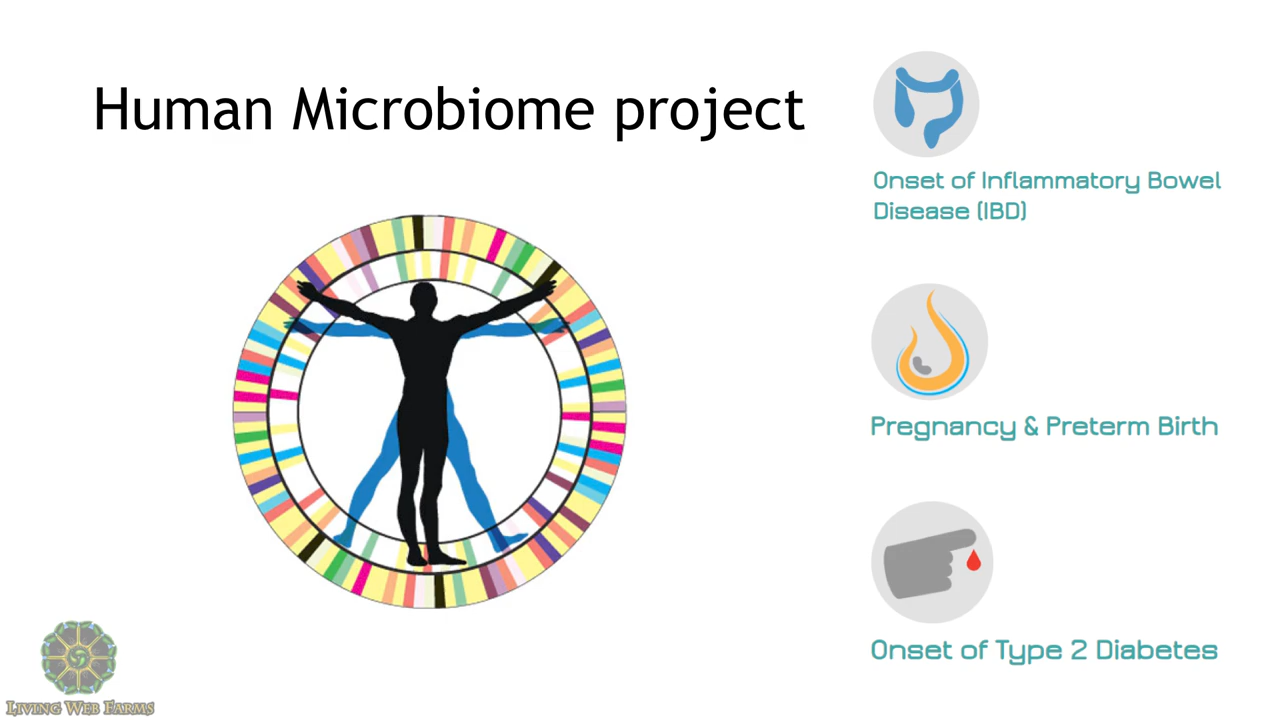 Human Microbiome project
Onset of Inflammatory Bowel
Disease (IBD)
Pregnancy & Preterm Birth
Onset of Type 2 Diabetes
LIVING WEB FARMS